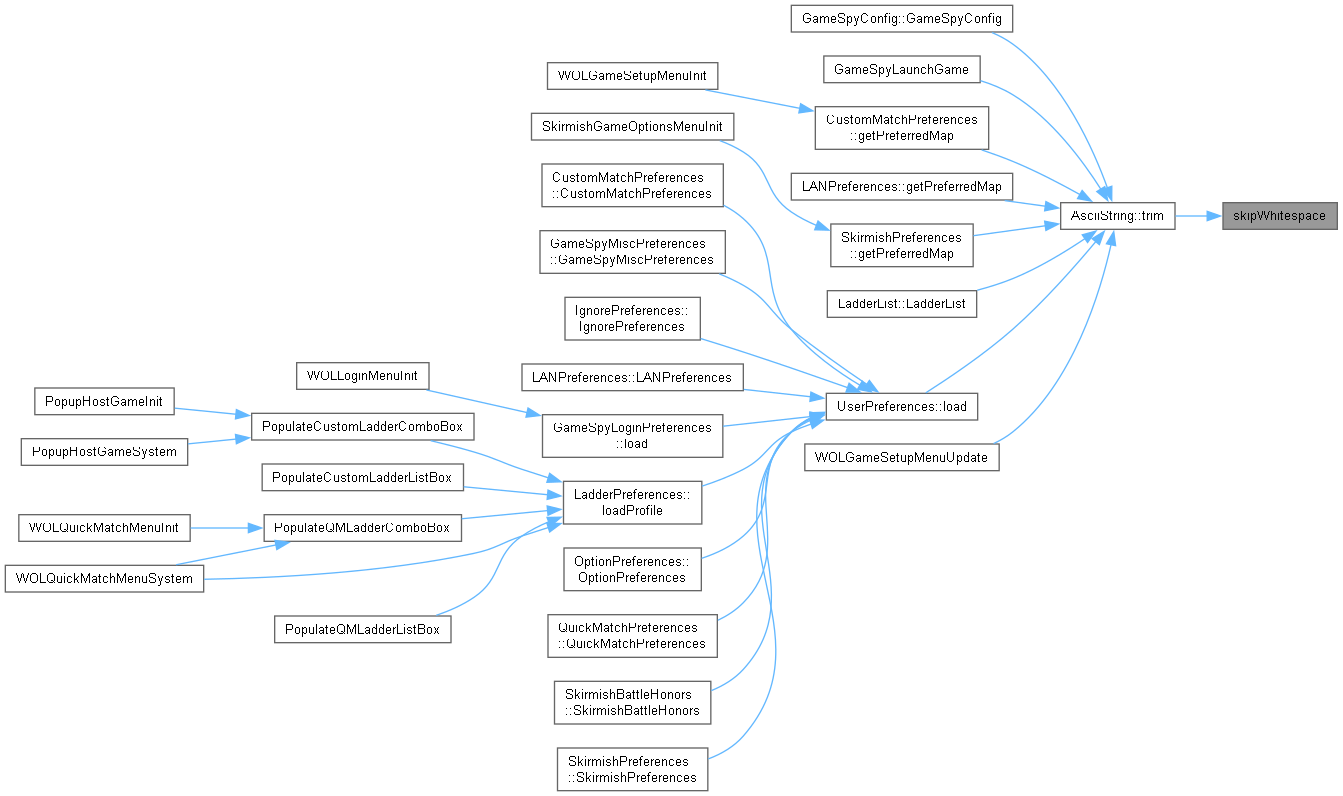 GameSpyConfig::GameSpyConfig
GameSpyLaunchGame
WOLGameSetupMenuInit
CustomMatchPreferences
::getPreferredMap
SkirmishGameOptionsMenuInit
CustomMatchPreferences
::CustomMatchPreferences
LANPreferences::getPreferredMap
AsciiString::trim
skipWhitespace
SkirmishPreferences
::getPreferredMap
GameSpyMiscPreferences
::GameSpyMiscPreferences
LadderList::LadderList
IgnorePreferences::
IgnorePreferences
WOLLoginMenuInit
LANPreferences::LANPreferences
PopupHostGameInit
UserPreferences::load
PopulateCustomLadderComboBox
GameSpyLoginPreferences
::load
PopupHostGameSystem
WOLGameSetupMenuUpdate
PopulateCustomLadderListBox
LadderPreferences::
loadProfile
WOLQuickMatchMenuInit
PopulateQMLadderComboBox
OptionPreferences::
OptionPreferences
WOLQuickMatchMenuSystem
PopulateQMLadderListBox
QuickMatchPreferences
::QuickMatchPreferences
SkirmishBattleHonors
::SkirmishBattleHonors
SkirmishPreferences
::SkirmishPreferences